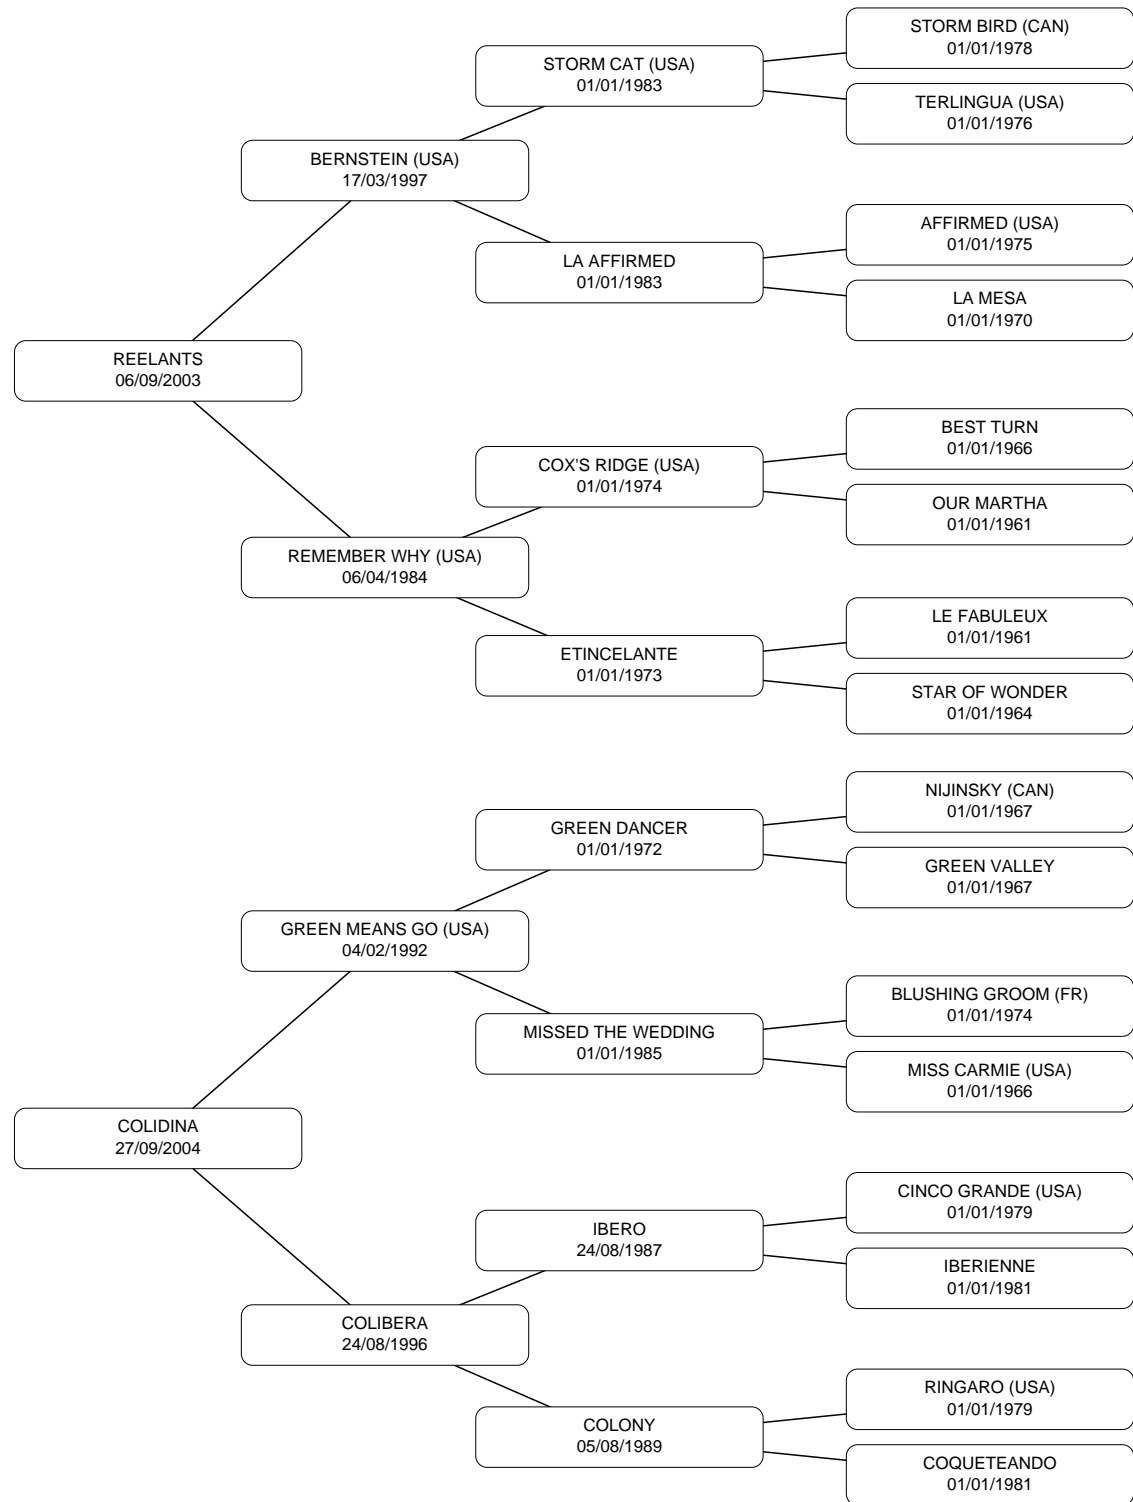 STORM BIRD (CAN)
01/01/1978
STORM CAT (USA)
01/01/1983
TERLINGUA (USA)
01/01/1976
BERNSTEIN (USA)
17/03/1997
AFFIRMED (USA)
01/01/1975
LA AFFIRMED
01/01/1983
LA MESA
01/01/1970
REELANTS
06/09/2003
BEST TURN
01/01/1966
COX'S RIDGE (USA)
01/01/1974
OUR MARTHA
01/01/1961
REMEMBER WHY (USA)
06/04/1984
LE FABULEUX
01/01/1961
ETINCELANTE
01/01/1973
STAR OF WONDER
01/01/1964
NIJINSKY (CAN)
01/01/1967
GREEN DANCER
01/01/1972
GREEN VALLEY
01/01/1967
GREEN MEANS GO (USA)
04/02/1992
BLUSHING GROOM (FR)
01/01/1974
MISSED THE WEDDING
01/01/1985
MISS CARMIE (USA)
01/01/1966
COLIDINA
27/09/2004
CINCO GRANDE (USA)
01/01/1979
IBERO
24/08/1987
IBERIENNE
01/01/1981
COLIBERA
24/08/1996
RINGARO (USA)
01/01/1979
COLONY
05/08/1989
COQUETEANDO
01/01/1981